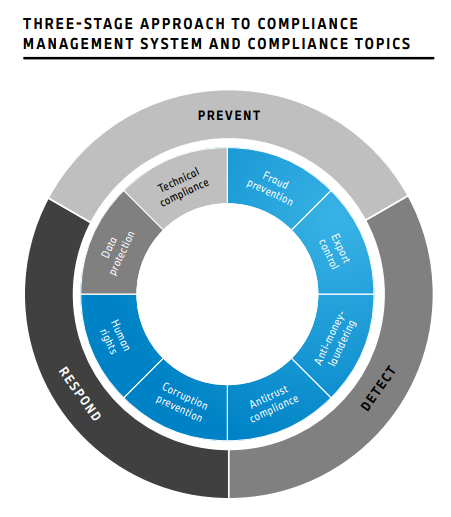 THREE-STAGE APPROACH TO COMPLIANCE
MANAGEMENT SYSTEM AND COMPLIANCE TOPICS
PREVENT
Technical
compliance
Fraud
prevention
Export
control
Anti-money-
laundering
Antitrust
compliance
Corruption
prevention
Human
rights
Data
protection
DETECT
RESPOND